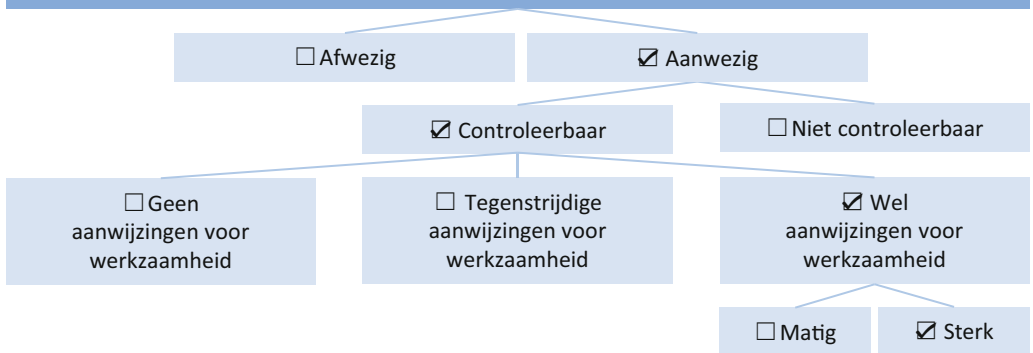 ☐ Afwezig
☑ Aanwezig
☑ Controleerbaar
☐ Niet controleerbaar
☐ Geen
aanwijzingen voor
werkzaamheid
☐ Tegenstrijdige
aanwijzingen voor
werkzaamheid
☑ Wel
aanwijzingen voor
werkzaamheid
☐ Matig
☑ Sterk